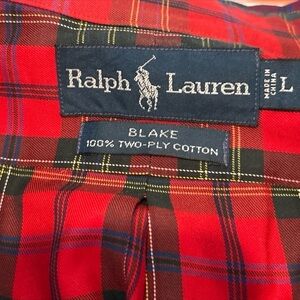 Ralph Lauren
MADE IN
CHINA
L
BLAKE
100% TWO-PLY COTTON